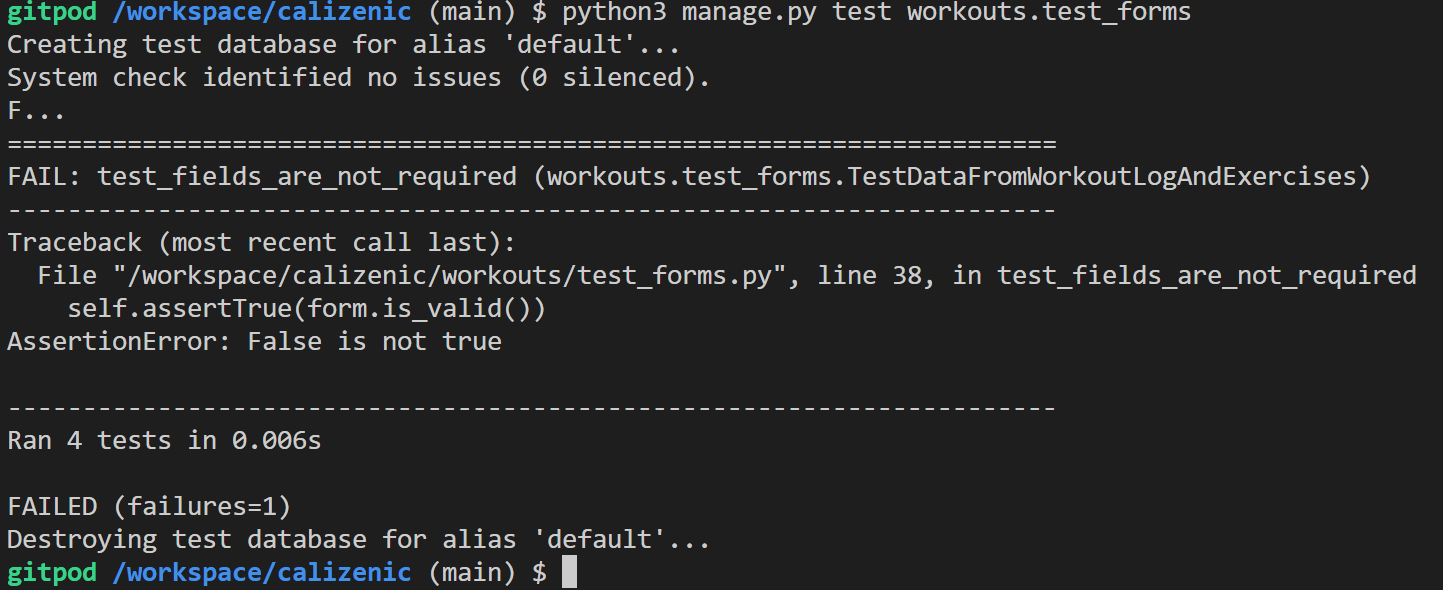 gitpod /workspace/calizenic (main) $ python3 manage.py test workouts.test_forms
Creating test database for alias 'default'...
System check identified no issues (0 silenced).
F...
======================================================================
FAIL: test_fields_are_not_required (workouts.test_forms.TestDataFromWorkoutLogAndExercises)
----------------------------------------------------------------------
Traceback (most recent call last):
  File "/workspace/calizenic/workouts/test_forms.py", line 38, in test_fields_are_not_required
    self.assertTrue(form.is_valid())
AssertionError: False is not true
----------------------------------------------------------------------
Ran 4 tests in 0.006s
FAILED (failures=1)
Destroying test database for alias 'default'...
gitpod /workspace/calizenic (main) $